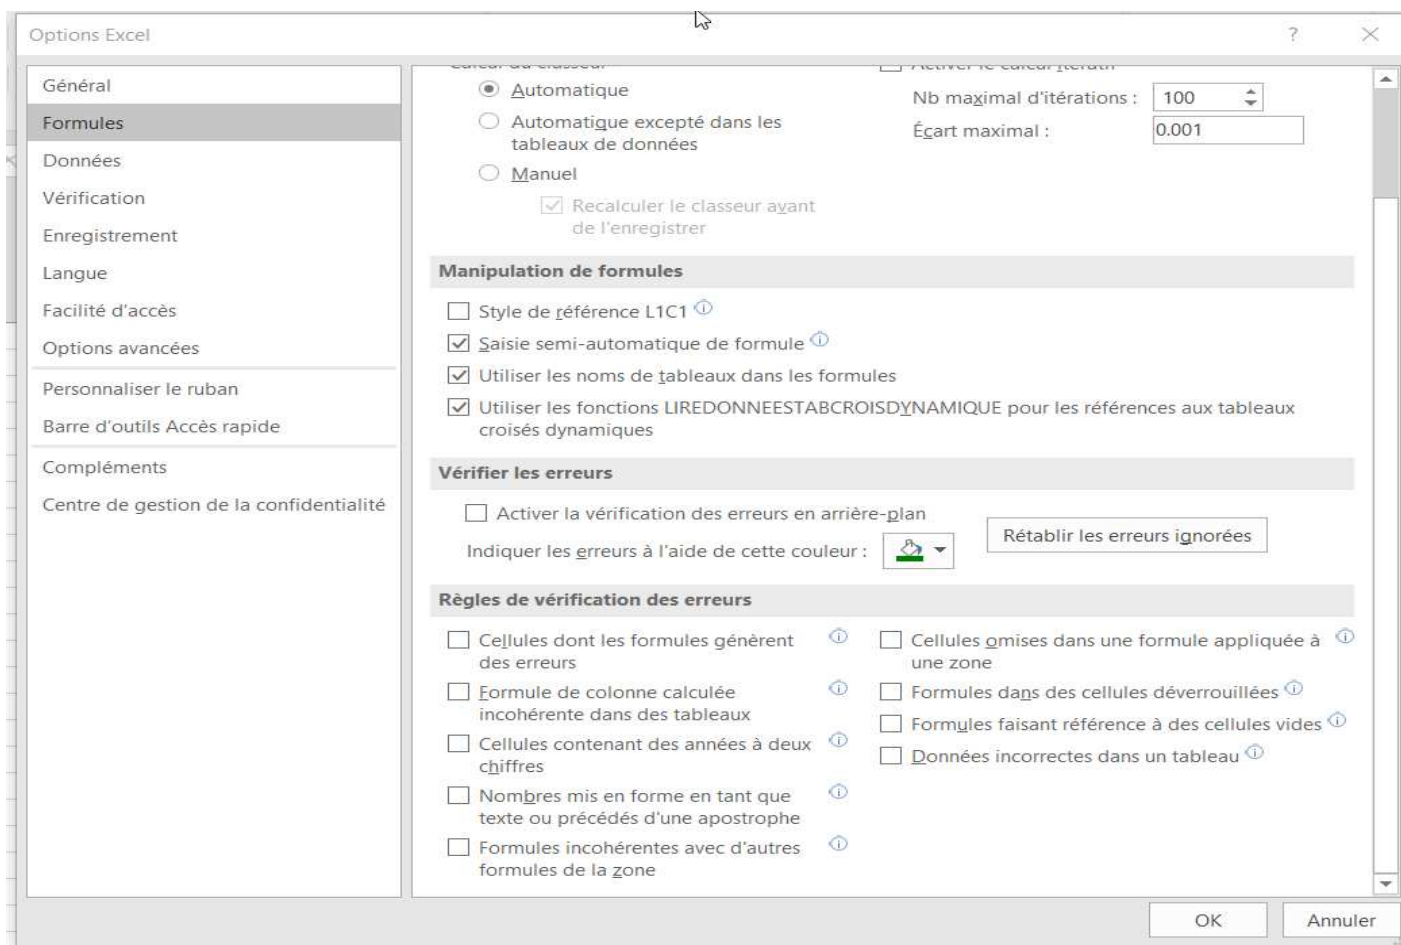 Options Excel
?
Général
Formules
Données
Vérification
Enregistrement
Langue
Facilité d'accès
Options avancées
Personnaliser le ruban
Barre d'outils Accès rapide
Compléments
Centre de gestion de la confidentialité
Calcul du classeur
Automatique
Automatique excepté dans les
tableaux de données
Manuel
Recalculer le classeur avant
de l'enregistrer
Activer le calcul itératif
Nb maximal d'itérations : 100
Écart maximal : 0.001
Manipulation de formules
Style de référence L1C1
Saisie semi-automatique de formule
Utiliser les noms de tableaux dans les formules
Utiliser les fonctions LIREDONNEESTABCROISDYNAMIQUE pour les références aux tableaux
croisés dynamiques
Vérifier les erreurs
Activer la vérification des erreurs en arrière-plan
Indiquer les erreurs à l'aide de cette couleur :
Rétablir les erreurs ignorées
Règles de vérification des erreurs
Cellules dont les formules génèrent
des erreurs
Formule de colonne calculée
incohérente dans des tableaux
Cellules contenant des années à deux
chiffres
Nombres mis en forme en tant que
texte ou précédés d'une apostrophe
Formules incohérentes avec d'autres
formules de la zone
Cellules omises dans une formule appliquée à
une zone
Formules dans des cellules déverrouillées
Formules faisant référence à des cellules vides
Données incorrectes dans un tableau
OK
Annuler